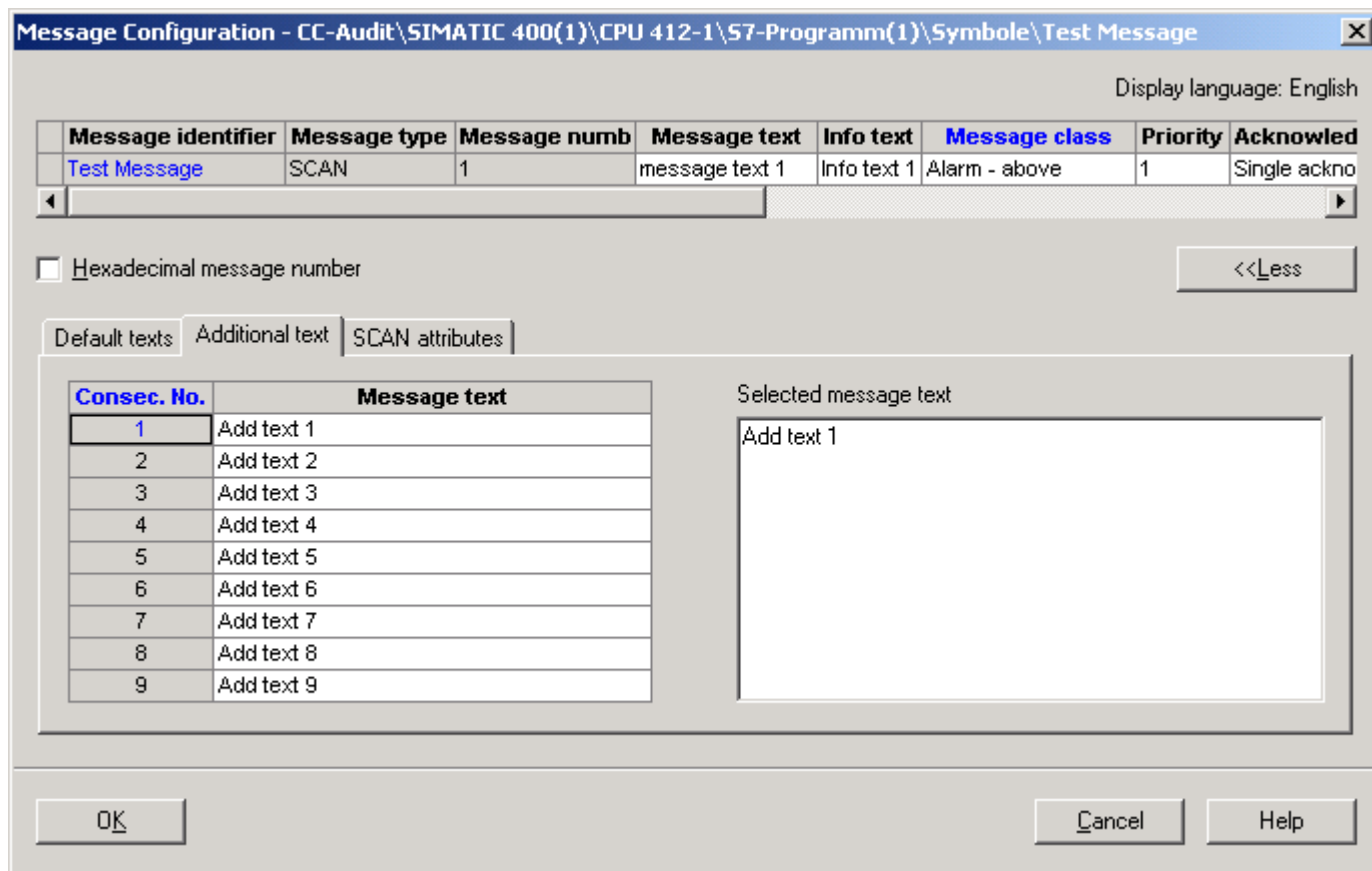 Message Configuration - CC-Audit\SIMATIC 400(1)\CPU 412-1\S7-Programm(1)\Symbole\Test Message
Display language: English
Message identifier Message type Message numb Message text Info text Message class Priority Acknowled
Test Message SCAN 1 message text 1 Info text 1 Alarm - above 1 Single ackno
Hexadecimal message number <<Less
Default texts Additional text SCAN attributes
Consec. No. Message text Selected message text
1 Add text 1 Add text 1
2 Add text 2
3 Add text 3
4 Add text 4
5 Add text 5
6 Add text 6
7 Add text 7
8 Add text 8
9 Add text 9
OK Cancel Help